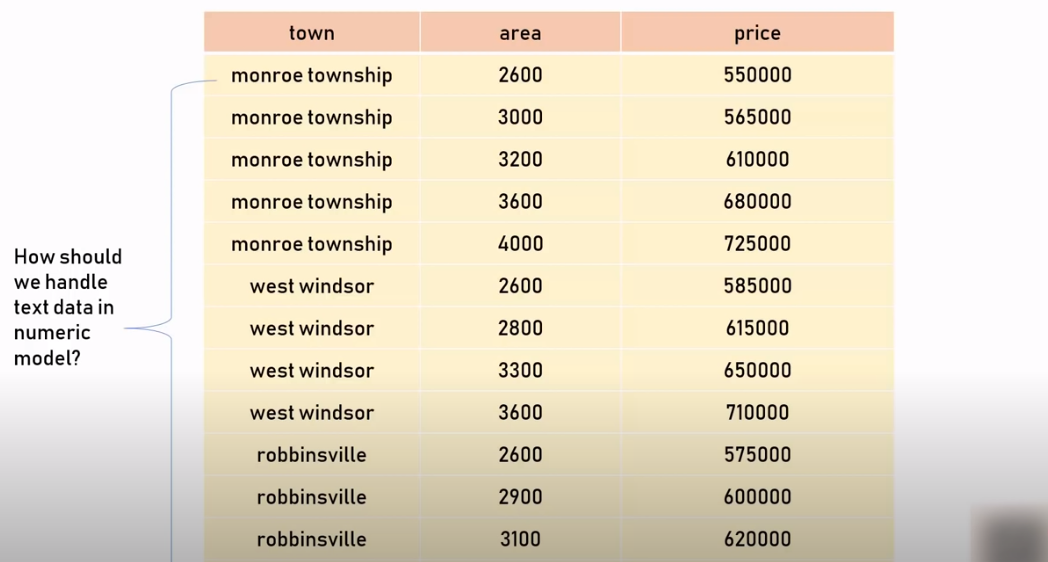 town area price
monroe township 2600 550000
monroe township 3000 565000
monroe township 3200 610000
monroe township 3600 680000
monroe township 4000 725000
west windsor 2600 585000
west windsor 2800 615000
west windsor 3300 650000
west windsor 3600 710000
robbinsville 2600 575000
robbinsville 2900 600000
robbinsville 3100 620000
How should
we handle
text data in
numeric
model?